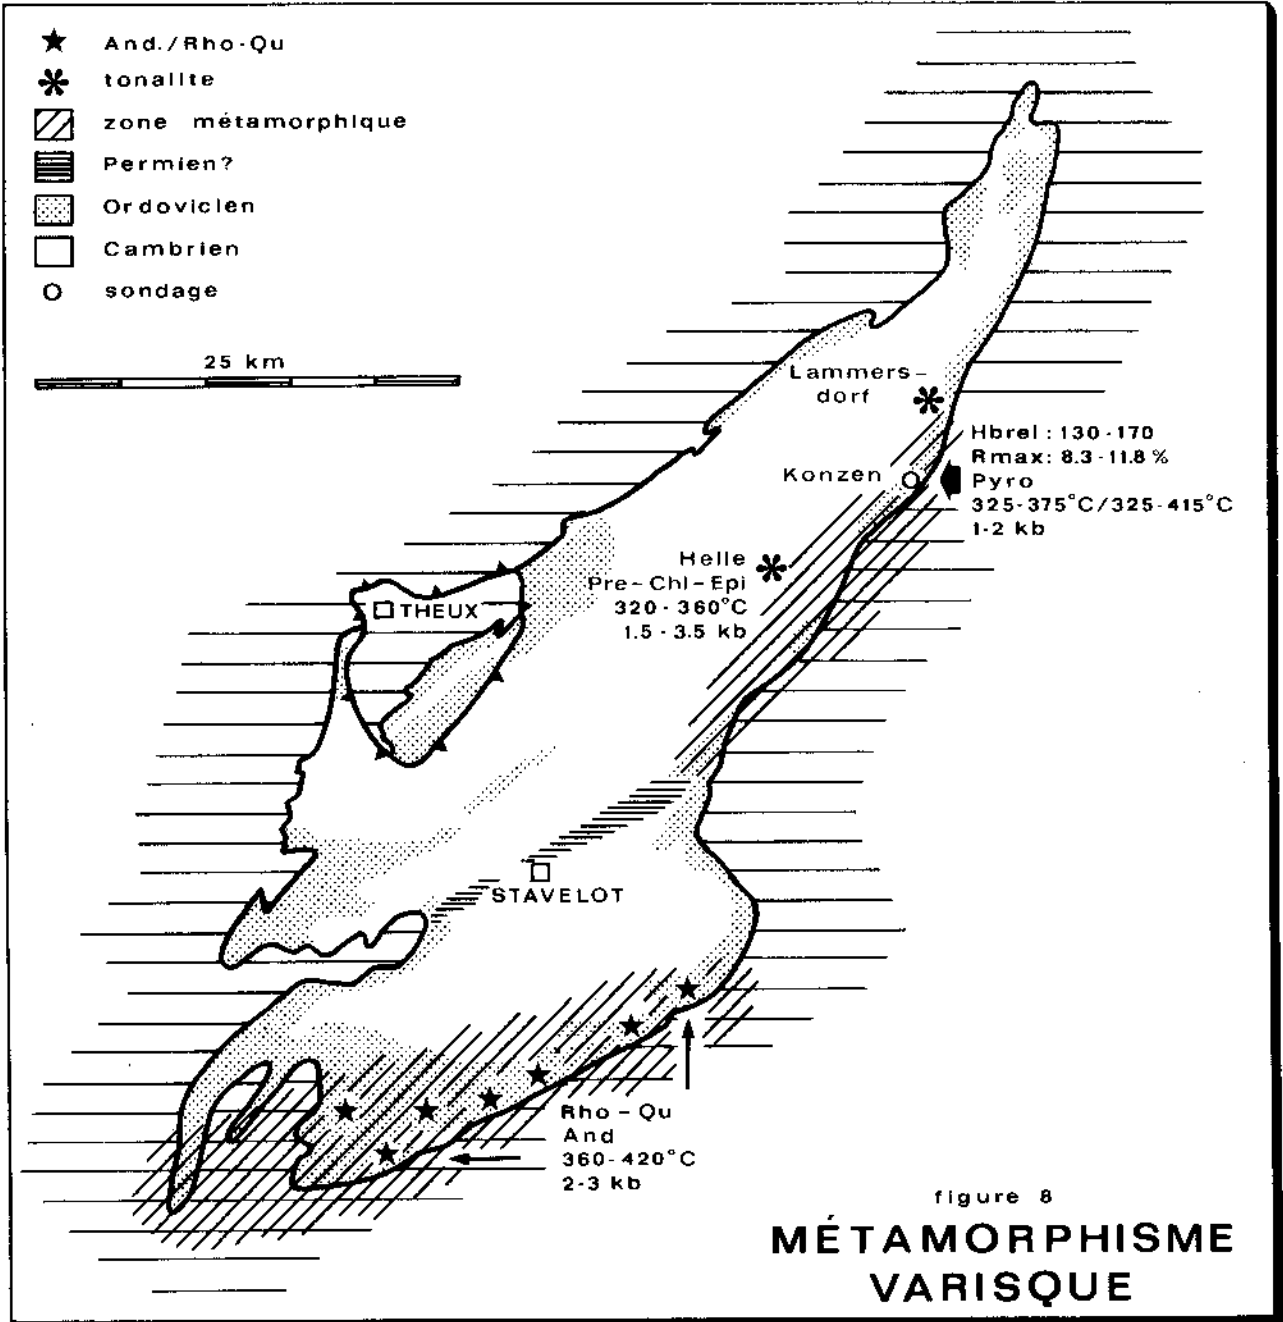 And./Rho-Qu
tonalite
zone métamorphique
Permien?
Ordovicien
Cambrien
sondage
25 km
Lammers-
dorf
Hbrel : 130-170
Rmax: 8.3-11.8 %
Konzen
Pyro
325-375°C/325-415°C
1-2 kb
Helle
Pre-Chl-Epi
320-360°C
1.5-3.5 kb
THEUX
STAVELOT
Rho-Qu
And
360-420°C
2-3 kb
figure 8
MÉTAMORPHISME
VARISQUE